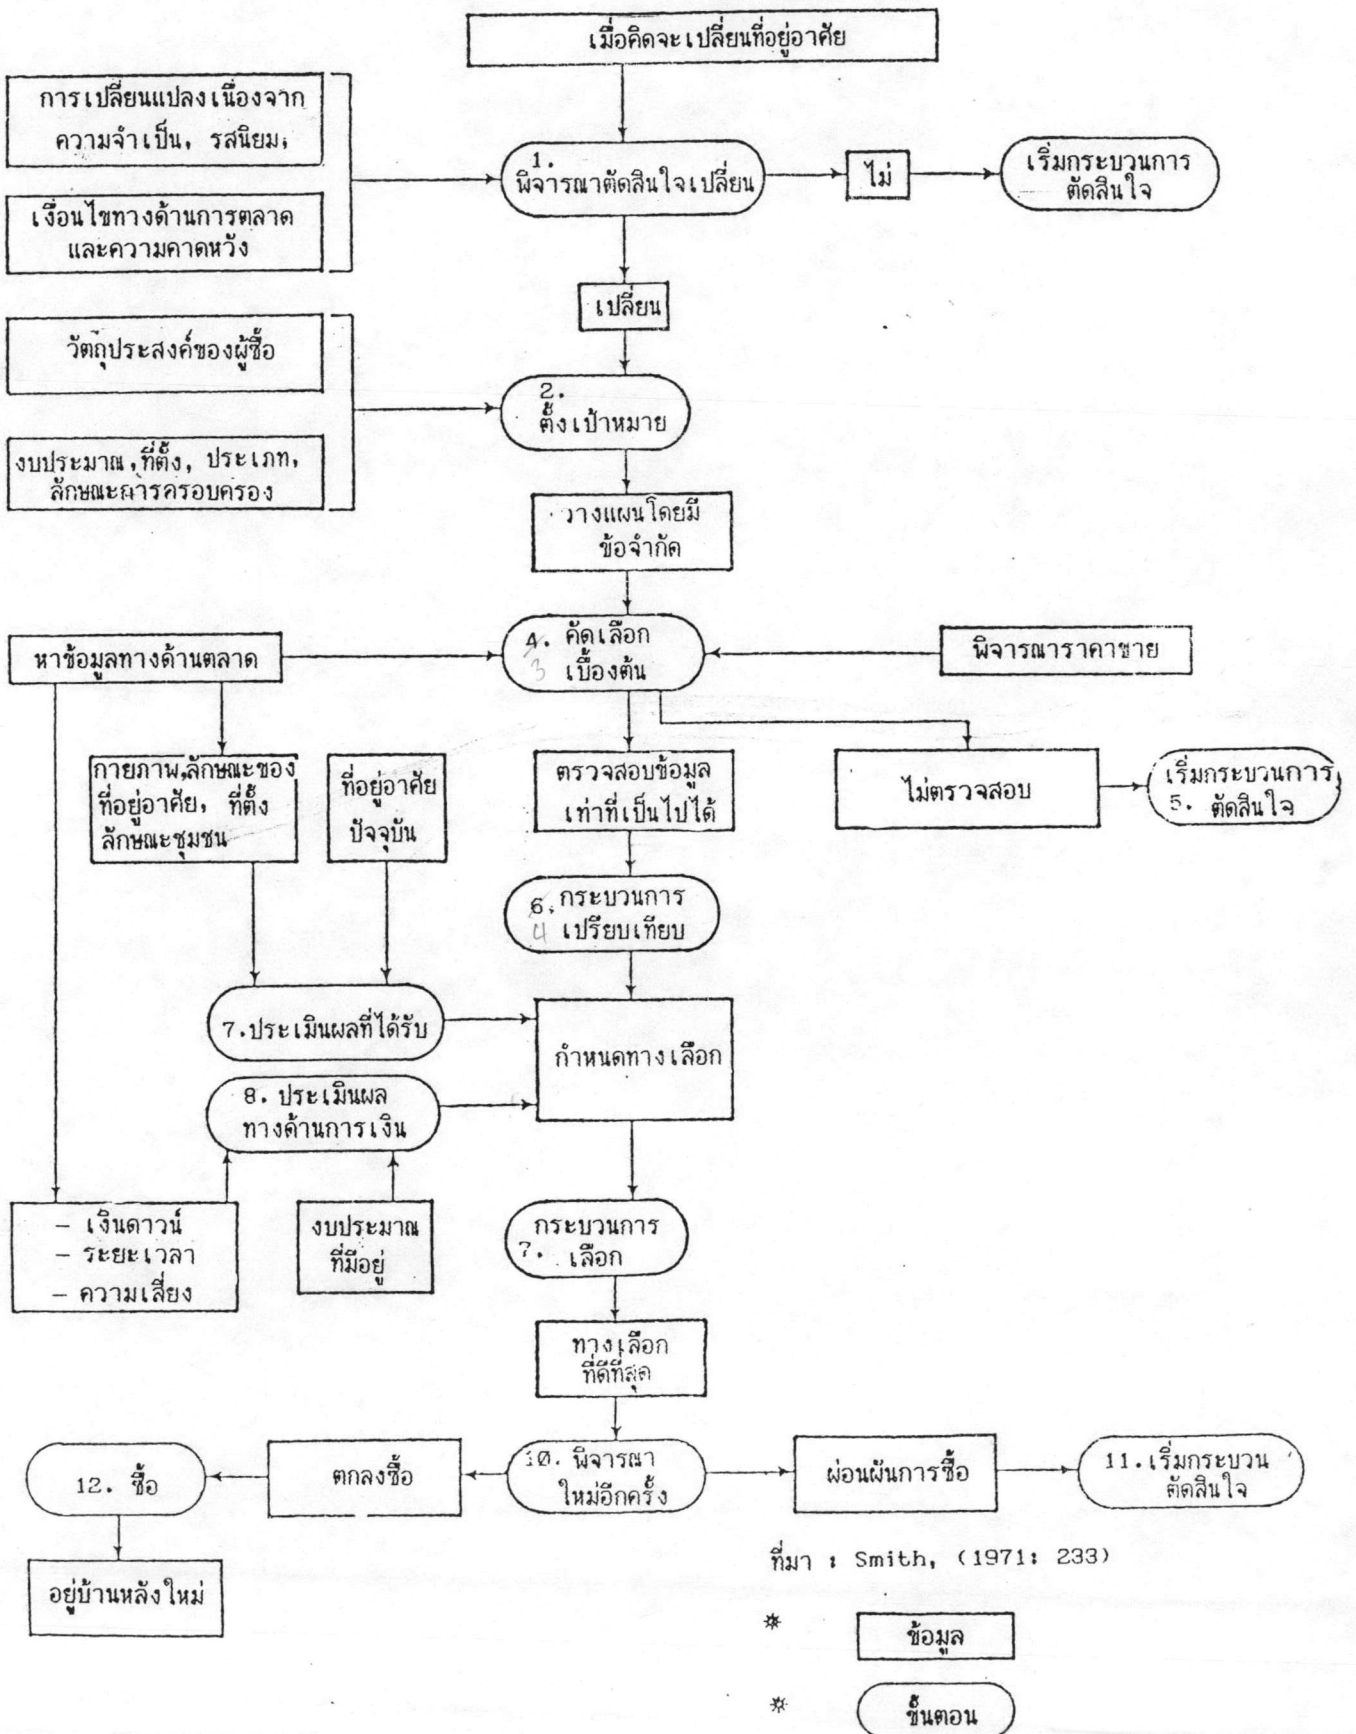 เมื่อคิดจะเปลี่ยนที่อยู่อาศัย
การเปลี่ยนแปลงเนื่องจาก
ความจำเป็น, รสนิยม,
เงื่อนไขทางด้านการตลาด
และความคาดหวัง
1.
พิจารณาตัดสินใจเปลี่ยน
ไม่
เริ่มกระบวนการ
ตัดสินใจ
เปลี่ยน
วัตถุประสงค์ของผู้ซื้อ
งบประมาณ,ที่ตั้ง, ประเภท,
ลักษณะการครอบครอง
2.
ตั้งเป้าหมาย
วางแผนโดยมี
ข้อจำกัด
หาข้อมูลทางด้านตลาด
4. คัดเลือก
3 เบื้องต้น
พิจารณาราคาขาย
กายภาพ,ลักษณะของ
ที่อยู่อาศัย, ที่ตั้ง
ลักษณะชุมชน
ที่อยู่อาศัย
ปัจจุบัน
ตรวจสอบข้อมูล
เท่าที่เป็นไปได้
ไม่ตรวจสอบ
เริ่มกระบวนการ
5. ตัดสินใจ
6. กระบวนการ
4 เปรียบเทียบ
7.ประเมินผลที่ได้รับ
กำหนดทางเลือก
8. ประเมินผล
ทางด้านการเงิน
- เงินดาวน์
- ระยะเวลา
- ความเสี่ยง
งบประมาณ
ที่มีอยู่
กระบวนการ
7. เลือก
ทางเลือก
ที่ดีที่สุด
12. ซื้อ
ตกลงซื้อ
10. พิจารณา
ใหม่อีกครั้ง
ผ่อนผันการซื้อ
11.เริ่มกระบวน
ตัดสินใจ
อยู่บ้านหลังใหม่
ที่มา : Smith, (1971: 233)
* ข้อมูล
* ขั้นตอน